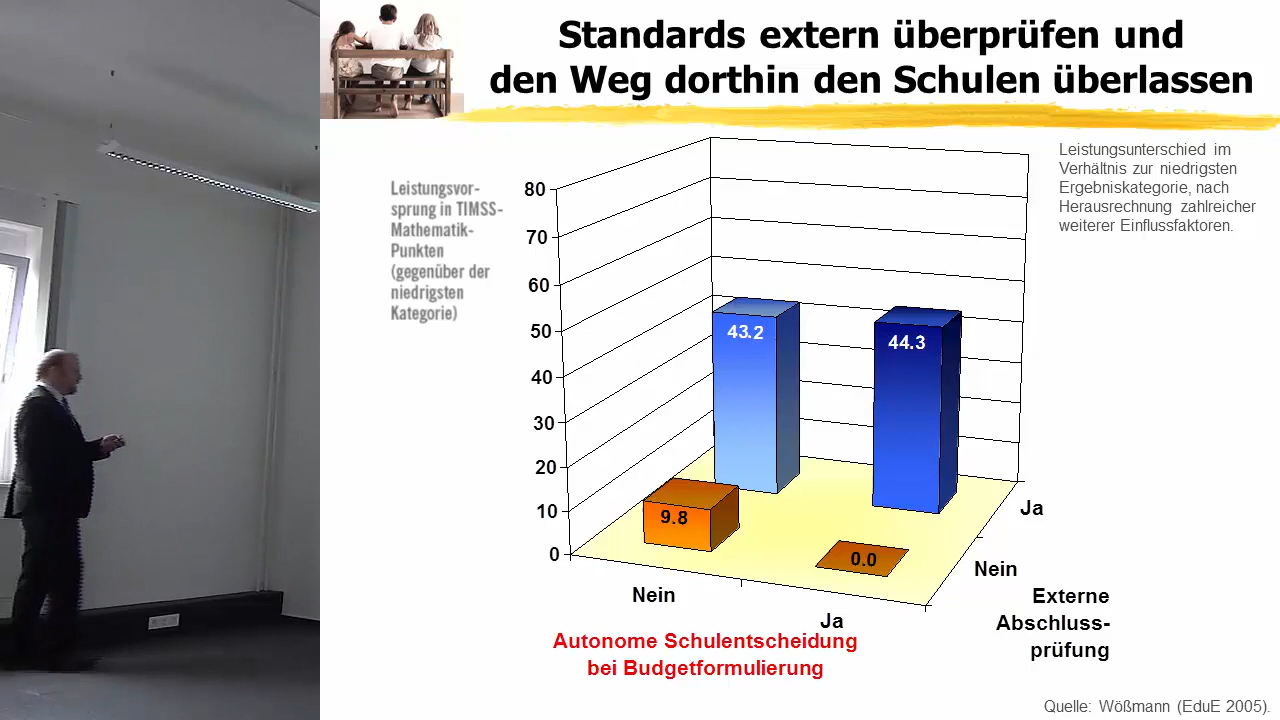 Standards extern überprüfen und
den Weg dorthin den Schulen überlassen
Leistungsunterschied im
Verhältnis zur niedrigsten
Ergebniskategorie, nach
Herausrechnung zahlreicher
weiterer Einflussfaktoren.
Leistungsvor-
sprung in TIMSS-
Mathematik-
Punkten
(gegenüber der
niedrigsten
Kategorie)
80
70
60
50
40
30
20
10
0
43.2
44.3
9.8
0.0
Ja
Nein
Externe
Abschluss-
prüfung
Nein
Ja
Autonome Schulentscheidung
bei Budgetformulierung
Quelle: Wößmann (EduE 2005).